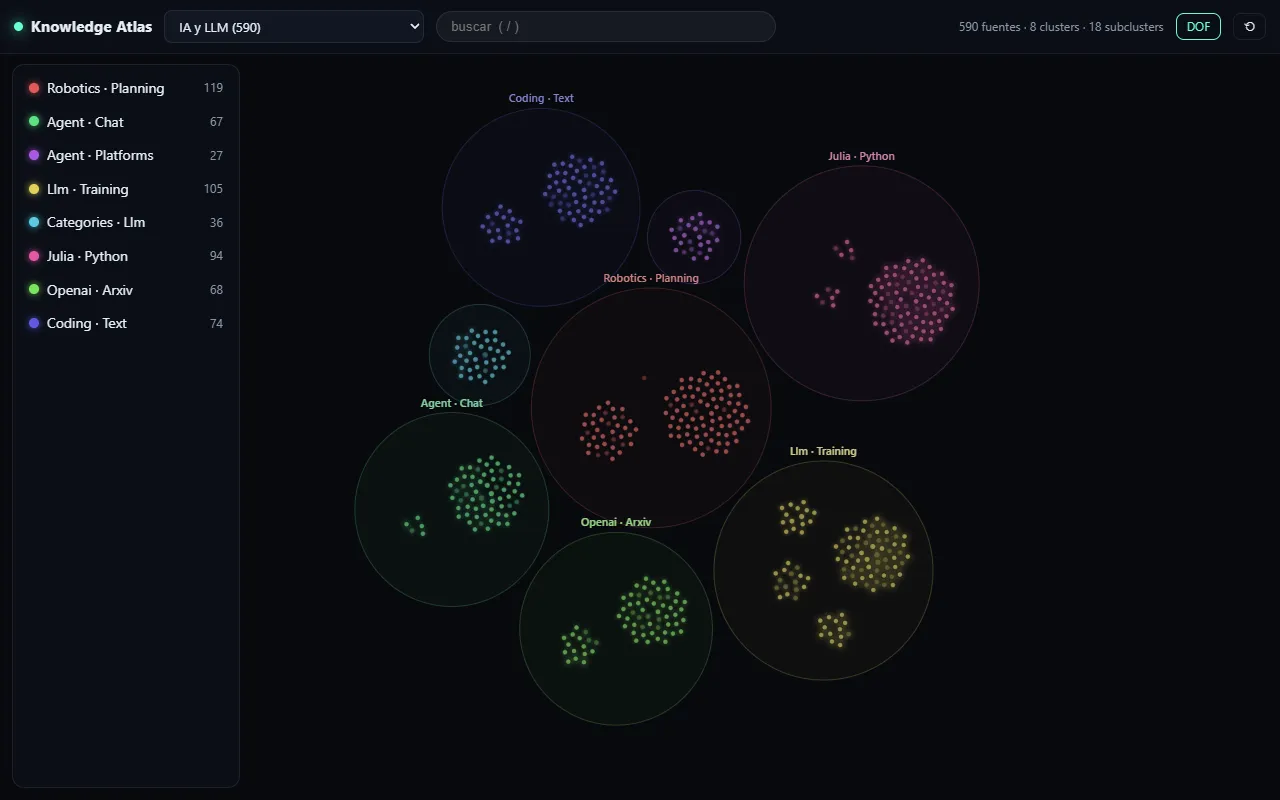 Knowledge Atlas
IA y LLM (590)
buscar ( / )
590 fuentes · 8 clusters · 18 subclusters
DOF
Robotics · Planning 119
Agent · Chat 67
Agent · Platforms 27
Llm · Training 105
Categories · Llm 36
Julia · Python 94
Openai · Arxiv 68
Coding · Text 74
Coding · Text
Julia · Python
Robotics · Planning
Agent · Chat
Llm · Training
Openai · Arxiv